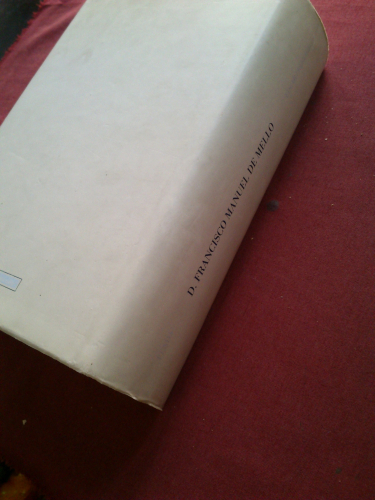 D. FRANCISCO MANUEL DE MELLO